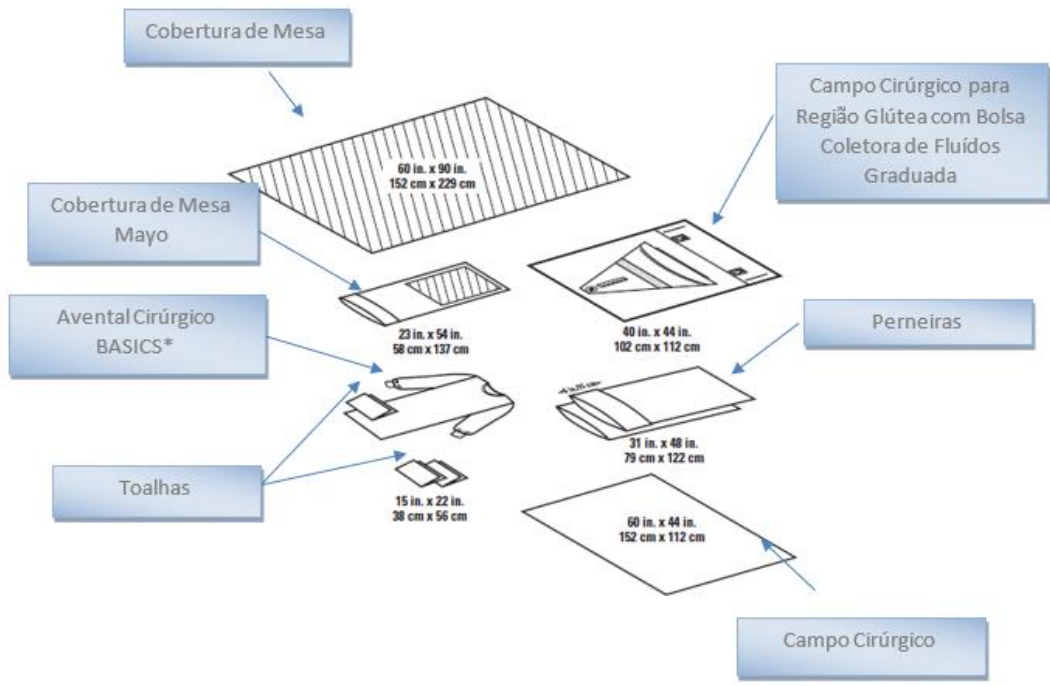 Cobertura de Mesa
Campo Cirúrgico para
Região Glútea com Bolsa
Coletora de Fluídos
Graduada
60 in. x 90 in.
152 cm x 229 cm
Cobertura de Mesa
Mayo
Avental Cirúrgico
BASICS*
23 in. x 54 in.
58 cm x 137 cm
40 in. x 44 in.
102 cm x 112 cm
Perneiras
31 in. x 48 in.
79 cm x 122 cm
Toalhas
15 in. x 22 in.
38 cm x 56 cm
60 in. x 44 in.
152 cm x 112 cm
Campo Cirúrgico